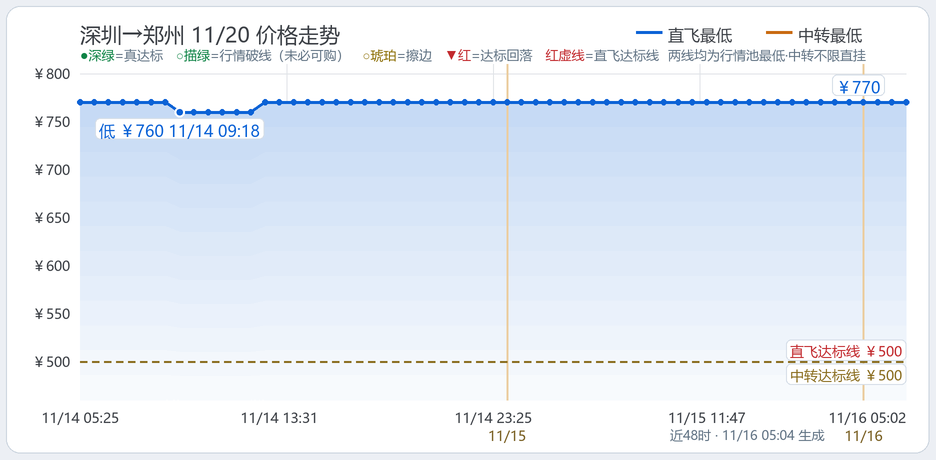 深圳→郑州 11/20 价格走势
直飞最低 中转最低
●深绿=真达标 ○描绿=行情破线（未必可购） ○琥珀=擦边 ▼红=达标回落 红虚线=直飞达标线 两线均为行情池最低·中转不限直挂
¥800
¥770
¥750
低 ¥760 11/14 09:18
¥700
¥650
¥600
¥550
直飞达标线 ¥500
¥500
中转达标线 ¥500
11/14 05:25 11/14 13:31 11/14 23:25 11/15 11:47 11/16 05:02
11/15 近48时 · 11/16 05:04 生成 11/16